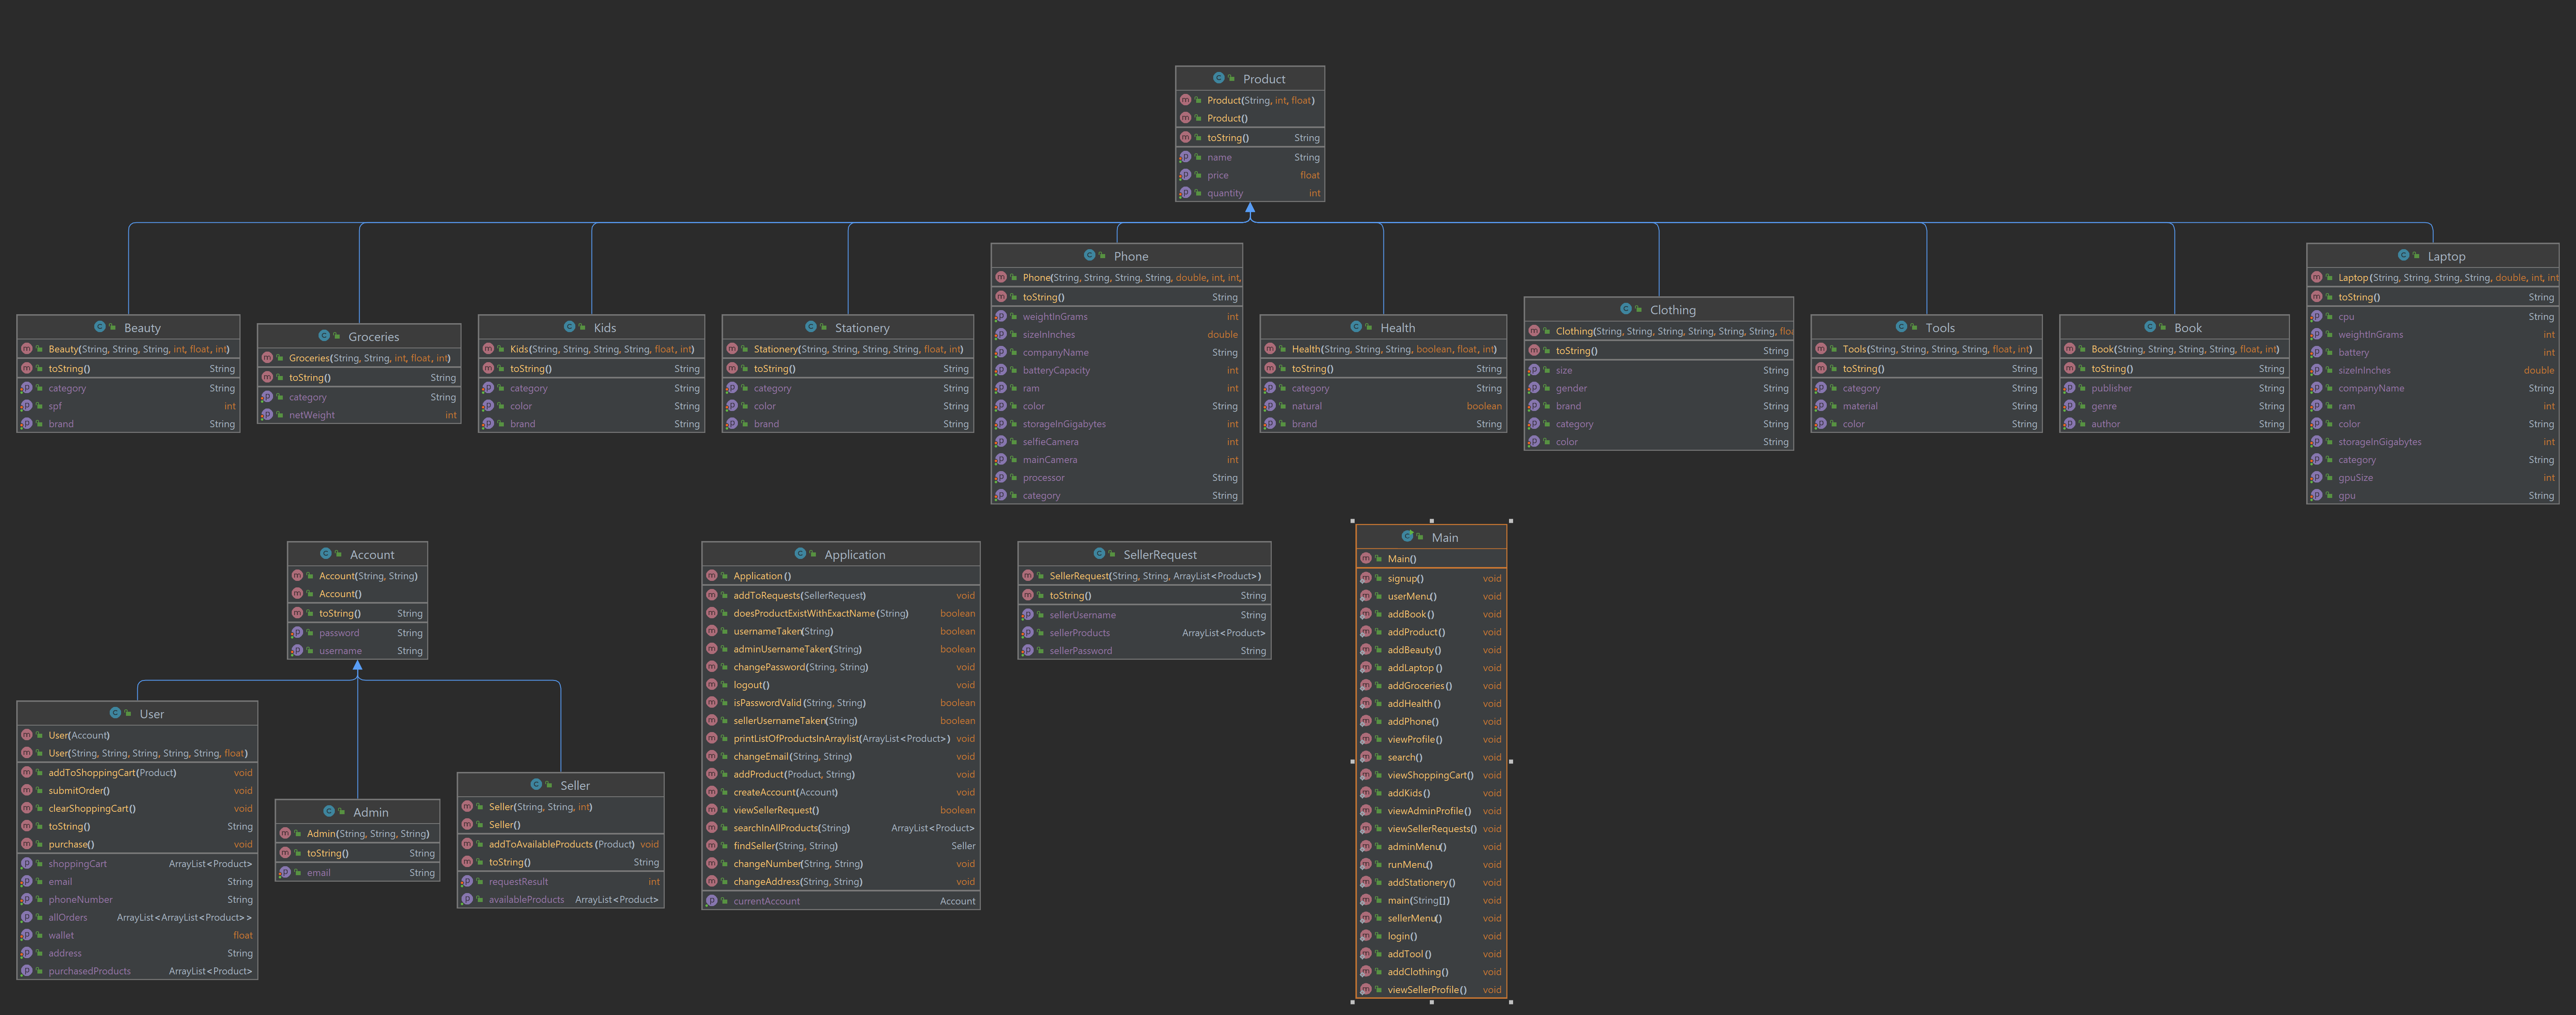 Product
Product(String, int, float)
Product()
toString() String
name String
price float
quantity int
Beauty
Beauty(String, String, String, int, float, int)
toString() String
category String
spf int
brand String
Groceries
Groceries(String, String, int, float, int)
toString() String
category String
netWeight int
Kids
Kids(String, String, String, String, float, int)
toString() String
category String
color String
brand String
Stationery
Stationery(String, String, String, String, float, int)
toString() String
category String
color String
brand String
Phone
Phone(String, String, String, String, double, int, int,
toString() String
weightInGrams int
sizeInInches double
companyName String
batteryCapacity int
ram int
color String
storageInGigabytes int
selfieCamera int
mainCamera int
processor String
category String
Health
Health(String, String, String, boolean, float, int)
toString() String
category String
natural boolean
brand String
Clothing
Clothing(String, String, String, String, String, String, floa
toString() String
size String
gender String
brand String
category String
color String
Tools
Tools(String, String, String, String, float, int)
toString() String
category String
material String
color String
Book
Book(String, String, String, String, float, int)
toString() String
publisher String
genre String
author String
Laptop
Laptop(String, String, String, String, double, int, int
toString() String
cpu String
weightInGrams int
battery int
sizeInInches double
companyName String
ram int
color String
storageInGigabytes int
category String
gpuSize int
gpu String
Account
Account(String, String)
Account()
toString() String
password String
username String
User
User(Account)
User(String, String, String, String, String, float)
addToShoppingCart(Product) void
submitOrder() void
clearShoppingCart() void
toString() String
purchase() void
shoppingCart ArrayList<Product>
email String
phoneNumber String
allOrders ArrayList<ArrayList<Product>>
wallet float
address String
purchasedProducts ArrayList<Product>
Admin
Admin(String, String, String)
toString() String
email String
Seller
Seller(String, String, int)
Seller()
addToAvailableProducts(Product) void
toString() String
requestResult int
availableProducts ArrayList<Product>
Application
Application()
addToRequests(SellerRequest) void
doesProductExistWithExactName(String) boolean
usernameTaken(String) boolean
adminUsernameTaken(String) boolean
changePassword(String, String) void
logout() void
isPasswordValid(String, String) boolean
sellerUsernameTaken(String) boolean
printListOfProductsInArraylist(ArrayList<Product>) void
changeEmail(String, String) void
addProduct(Product, String) void
createAccount(Account) void
viewSellerRequest() boolean
searchInAllProducts(String) ArrayList<Product>
findSeller(String, String) Seller
changeNumber(String, String) void
changeAddress(String, String) void
currentAccount Account
SellerRequest
SellerRequest(String, String, ArrayList<Product>)
toString() String
sellerUsername String
sellerProducts ArrayList<Product>
sellerPassword String
Main
Main()
signup() void
userMenu() void
addBook() void
addProduct() void
addBeauty() void
addLaptop() void
addGroceries() void
addHealth() void
addPhone() void
viewProfile() void
search() void
viewShoppingCart() void
addKids() void
viewAdminProfile() void
viewSellerRequests() void
adminMenu() void
runMenu() void
addStationery() void
main(String[]) void
sellerMenu() void
login() void
addTool() void
addClothing() void
viewSellerProfile() void